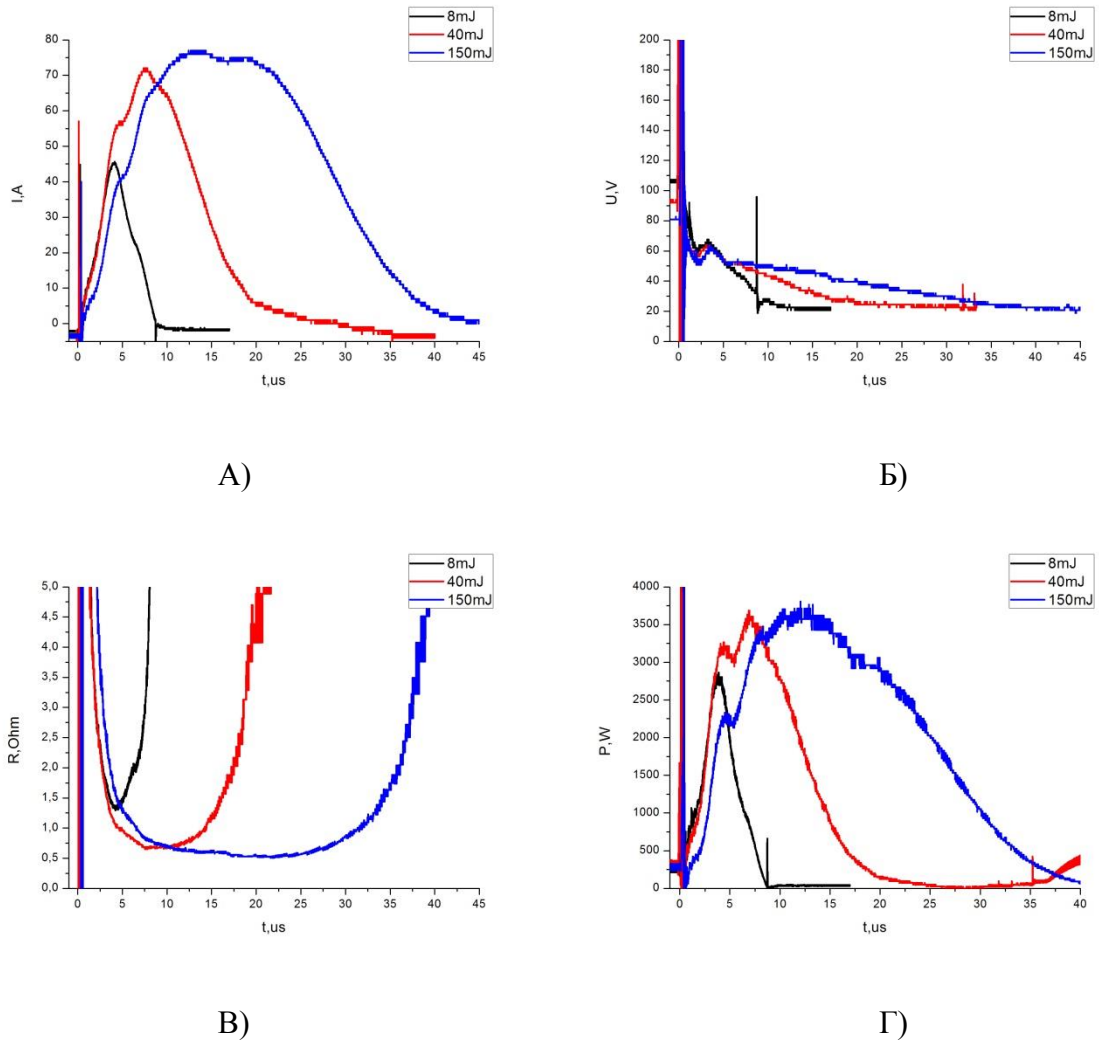 8mJ
40mJ
150mJ
80
70
60
50
40
30
20
10
0
I,A
0 5 10 15 20 25 30 35 40 45
t,us
А)
8mJ
40mJ
150mJ
200
180
160
140
120
100
80
60
40
20
0
U,V
0 5 10 15 20 25 30 35 40 45
t,us
Б)
8mJ
40mJ
150mJ
5,0
4,5
4,0
3,5
3,0
2,5
2,0
1,5
1,0
0,5
0,0
R,Ohm
0 5 10 15 20 25 30 35 40 45
t,us
В)
8mJ
40mJ
150mJ
4000
3500
3000
2500
2000
1500
1000
500
0
P,W
0 5 10 15 20 25 30 35 40
t,us
Г)